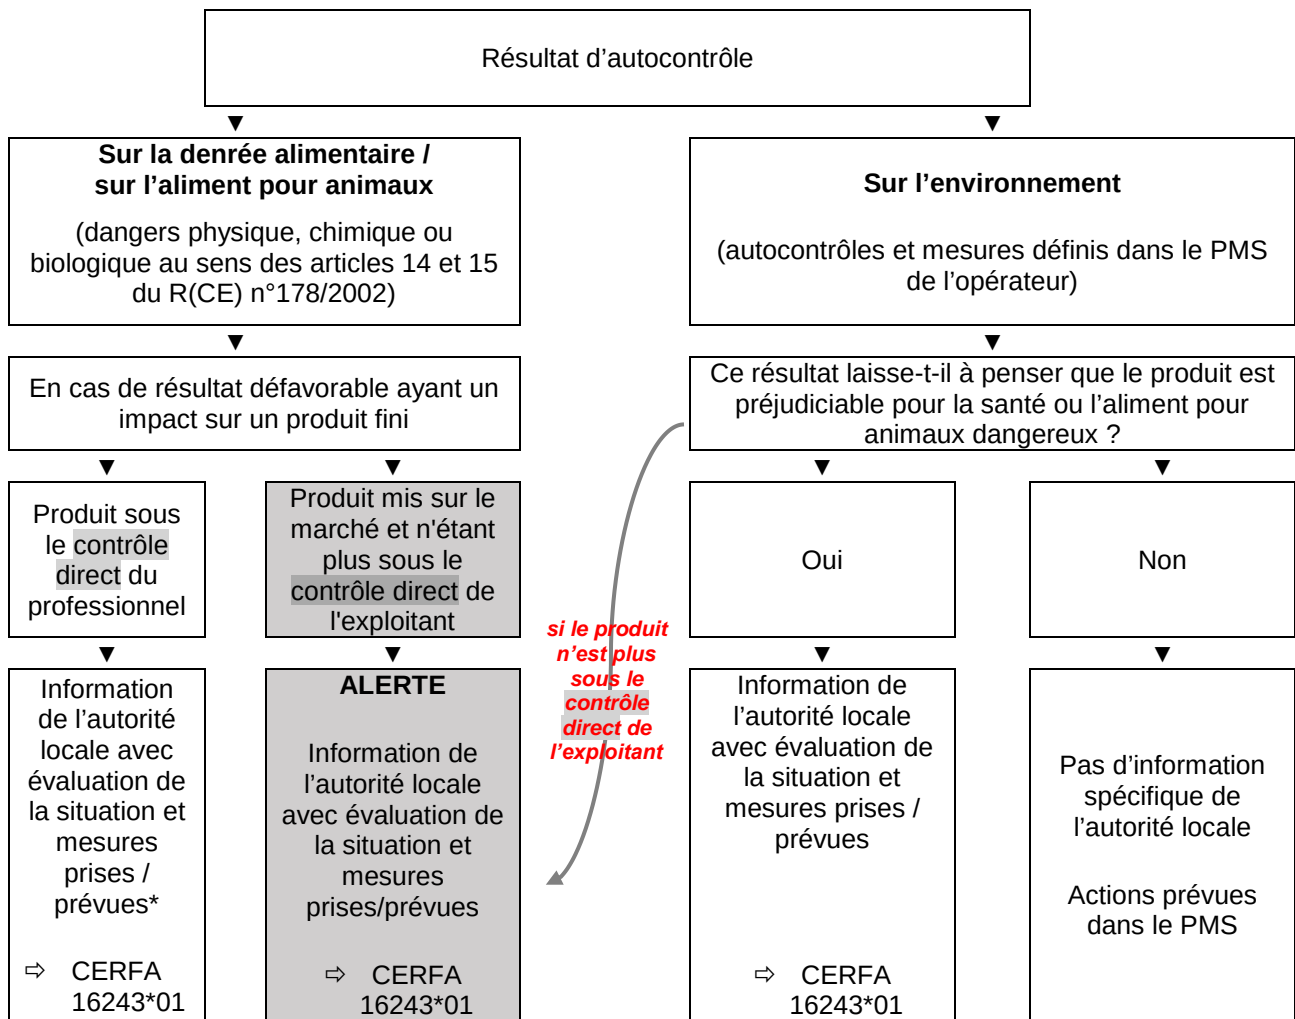 Résultat d’autocontrôle
Sur la denrée alimentaire /
sur l’aliment pour animaux
(dangers physique, chimique ou
biologique au sens des articles 14 et 15
du R(CE) n°178/2002)
Sur l’environnement
(autocontrôles et mesures définis dans le PMS
de l’opérateur)
En cas de résultat défavorable ayant un
impact sur un produit fini
Ce résultat laisse-t-il à penser que le produit est
préjudiciable pour la santé ou l’aliment pour
animaux dangereux ?
Produit sous
le contrôle
direct du
professionnel
Produit mis sur le
marché et n'étant
plus sous le
contrôle direct de
l'exploitant
si le produit
n’est plus
sous le
contrôle
direct de
l’exploitant
Oui
Non
Information
de l’autorité
locale avec
évaluation de
la situation et
mesures
prises /
prévues*
⇨ CERFA
16243*01
ALERTE
Information de
l’autorité locale
avec évaluation de
la situation et
mesures
prises/prévues
⇨ CERFA
16243*01
Information de
l’autorité locale
avec évaluation de
la situation et
mesures prises /
prévues
⇨ CERFA
16243*01
Pas d’information
spécifique de
l’autorité locale
Actions prévues
dans le PMS